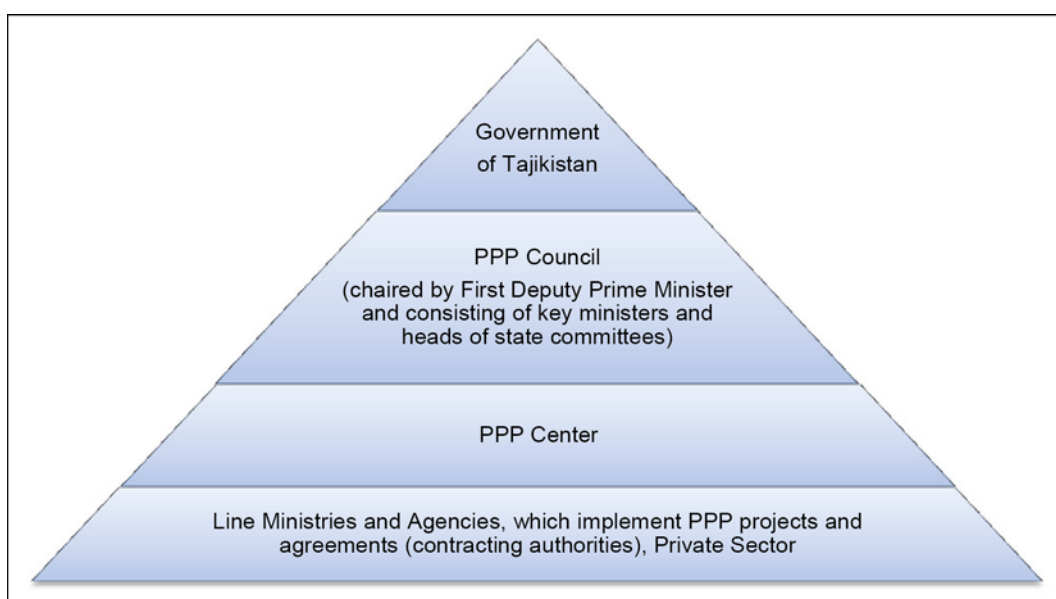 Government
of Tajikistan
PPP Council
(chaired by First Deputy Prime Minister
and consisting of key ministers and
heads of state committees)
PPP Center
Line Ministries and Agencies, which implement PPP projects and
agreements (contracting authorities), Private Sector